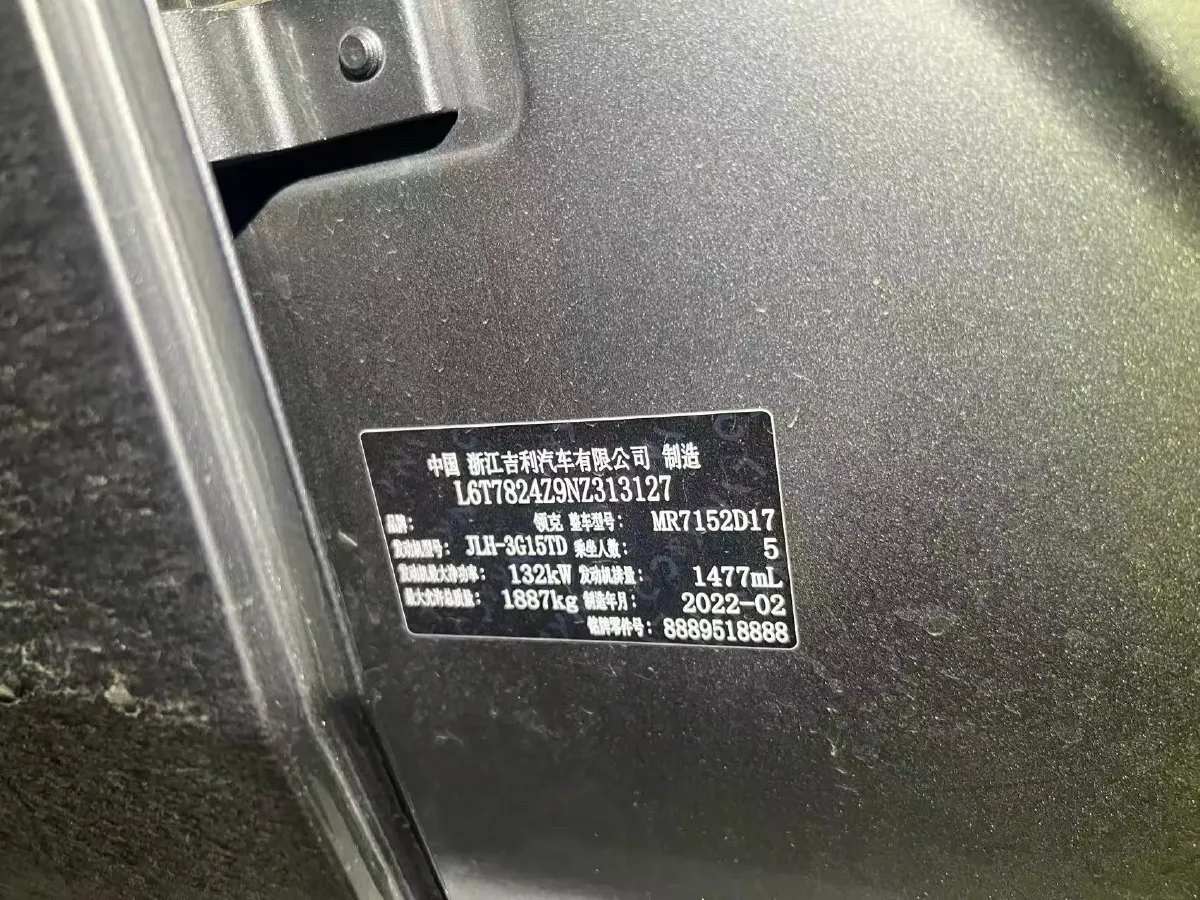 中国 浙江吉利汽车有限公司 制造
L6T7824Z9NZ313127
品牌: 领克 整车型号: MR7152D17
发动机型号: JLH-3G15TD 乘坐人数: 5
发动机最大净功率: 132kW 发动机排量: 1477mL
最大允许总质量: 1887kg 制造年月: 2022-02
铭牌零件号: 8889518888